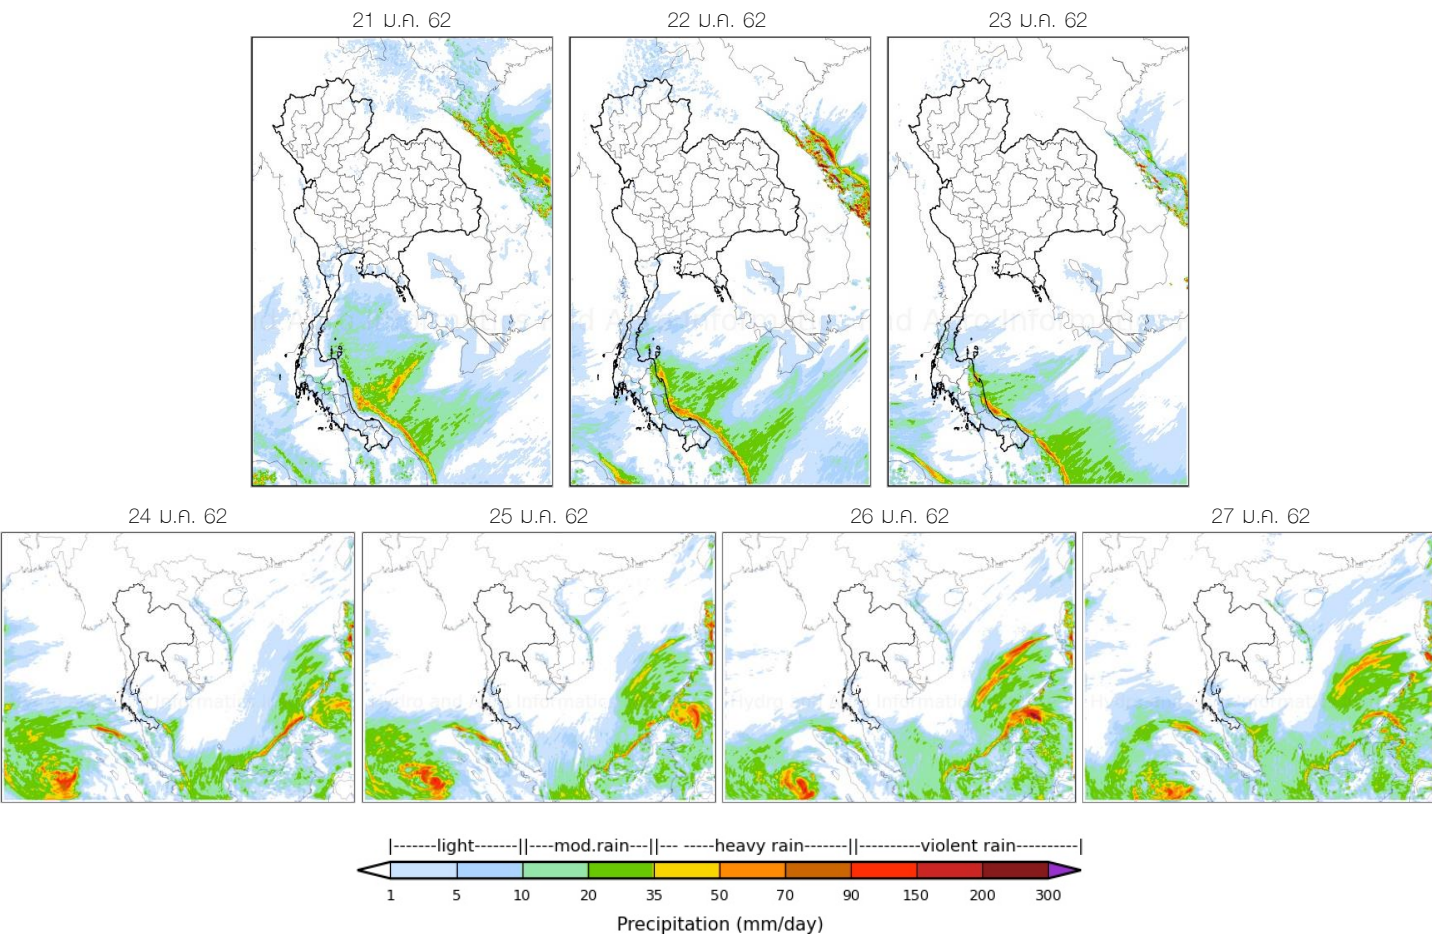 21 ม.ค. 62
22 ม.ค. 62
23 ม.ค. 62
24 ม.ค. 62
25 ม.ค. 62
26 ม.ค. 62
27 ม.ค. 62
|-------light-------||----mod.rain---||--- -----heavy rain-------||----------violent rain-----------|
1 5 10 20 35 50 70 90 150 200 300
Precipitation (mm/day)